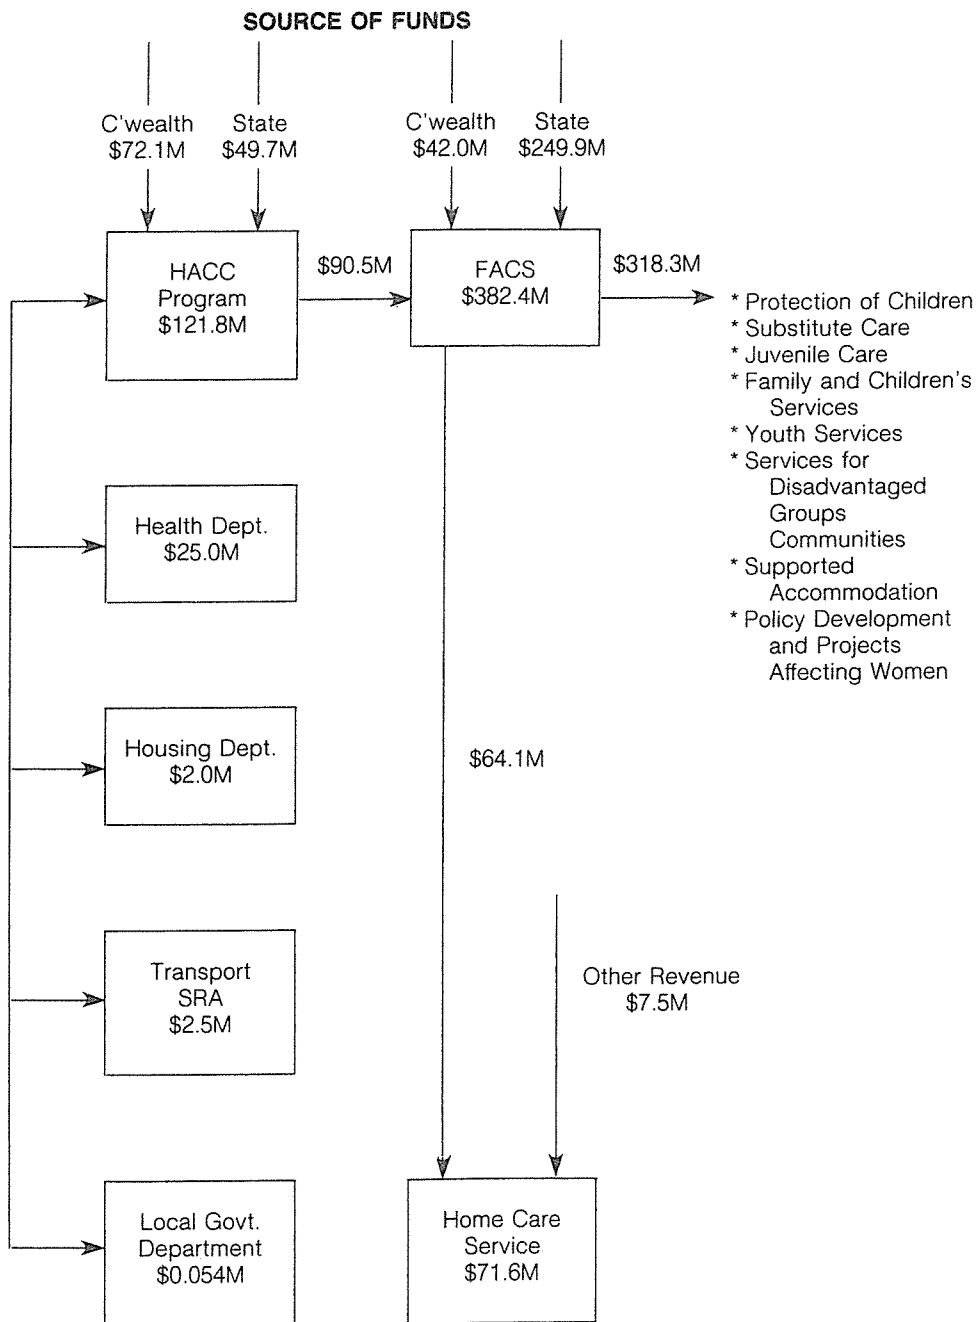 SOURCE OF FUNDS
C'wealth
$72.1M
State
$49.7M
C'wealth
$42.0M
State
$249.9M
HACC
Program
$121.8M
$90.5M
FACS
$382.4M
$318.3M
* Protection of Children
* Substitute Care
* Juvenile Care
* Family and Children's
Services
* Youth Services
* Services for
Disadvantaged
Groups
Communities
* Supported
Accommodation
* Policy Development
and Projects
Affecting Women
Health Dept.
$25.0M
Housing Dept.
$2.0M
$64.1M
Transport
SRA
$2.5M
Other Revenue
$7.5M
Local Govt.
Department
$0.054M
Home Care
Service
$71.6M